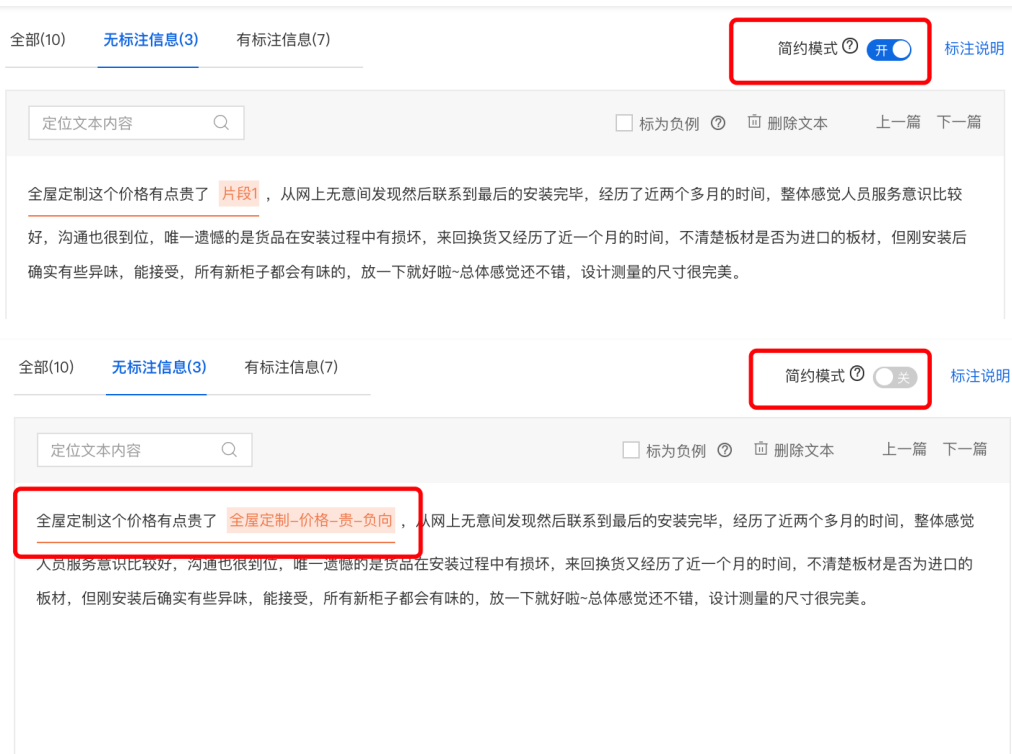 全部(10) 无标注信息(3) 有标注信息(7) 简约模式 ? 开 标注说明
定位文本内容 标为负例 ? 删除文本 上一篇 下一篇
全屋定制这个价格有点贵了 片段1 ，从网上无意间发现然后联系到最后的安装完毕，经历了近两个多月的时间，整体感觉人员服务意识比较
好，沟通也很到位，唯一遗憾的是货品在安装过程中有损坏，来回换货又经历了近一个月的时间，不清楚板材是否为进口的板材，但刚安装后
确实有些异味，能接受，所有新柜子都会有味的，放一下就好啦~总体感觉还不错，设计测量的尺寸很完美。
全部(10) 无标注信息(3) 有标注信息(7) 简约模式 ? 关 标注说明
定位文本内容 标为负例 ? 删除文本 上一篇 下一篇
全屋定制这个价格有点贵了 全屋定制–价格–贵–负向 ，从网上无意间发现然后联系到最后的安装完毕，经历了近两个多月的时间，整体感觉
人员服务意识比较好，沟通也很到位，唯一遗憾的是货品在安装过程中有损坏，来回换货又经历了近一个月的时间，不清楚板材是否为进口的
板材，但刚安装后确实有些异味，能接受，所有新柜子都会有味的，放一下就好啦~总体感觉还不错，设计测量的尺寸很完美。